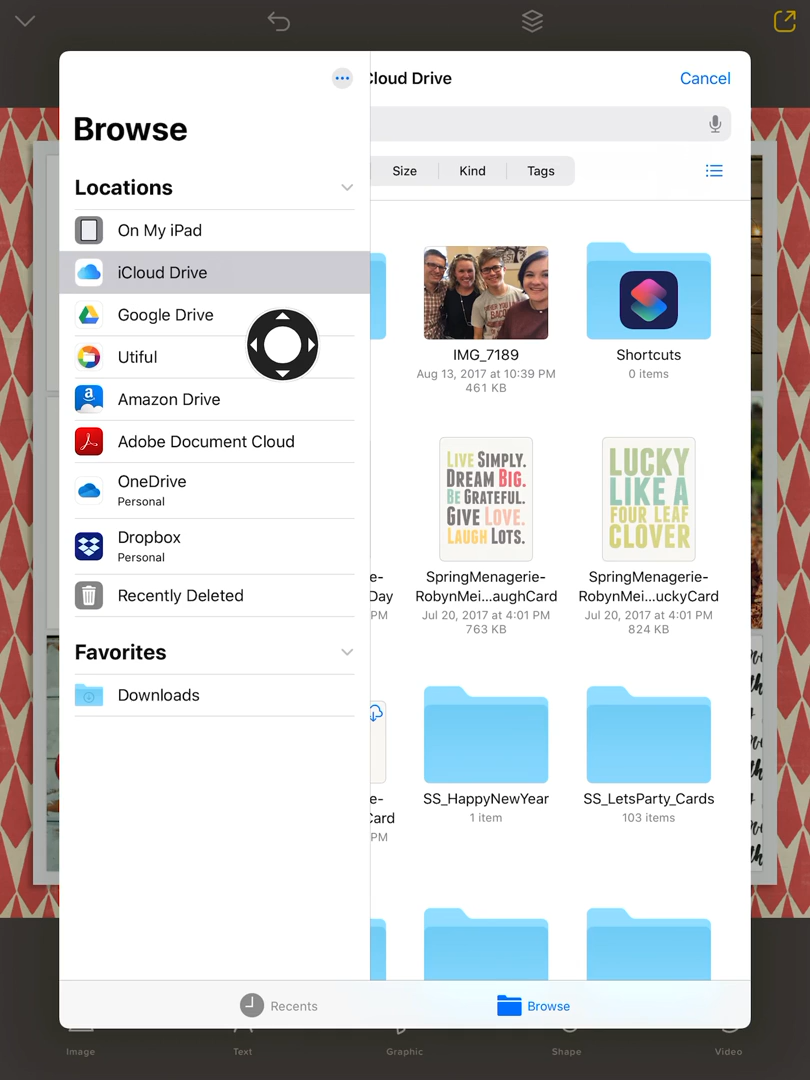 Cloud Drive
Cancel
Browse
Locations
On My iPad
iCloud Drive
Google Drive
Utiful
Amazon Drive
Adobe Document Cloud
OneDrive
Personal
Dropbox
Personal
Recently Deleted
Favorites
Downloads
Size
Kind
Tags
IMG_7189
Aug 13, 2017 at 10:39 PM
461 KB
Shortcuts
0 items
LIVE SIMPLY.
DREAM BIG.
BE GRATEFUL.
GIVE LOVE.
LAUGH LOTS.
LUCKY
LIKE A
FOUR LEAF
CLOVER
e-
Day
PM
SpringMenagerie-
RobynMei...aughCard
Jul 20, 2017 at 4:01 PM
763 KB
SpringMenagerie-
RobynMei...uckyCard
Jul 20, 2017 at 4:01 PM
824 KB
e-
Card
PM
SS_HappyNewYear
1 item
SS_LetsParty_Cards
103 items
Recents
Browse
Image
Text
Graphic
Shape
Video